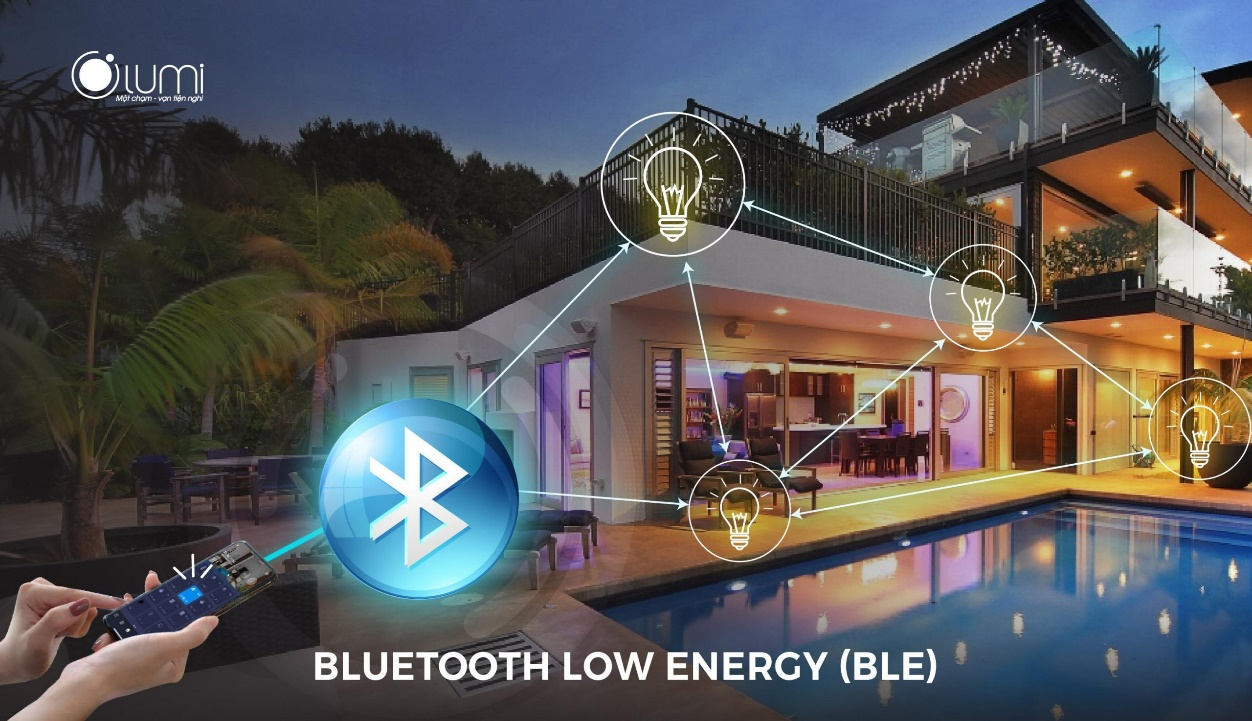 Lumi
Một chạm - vạn tiện nghi
BLUETOOTH LOW ENERGY (BLE)